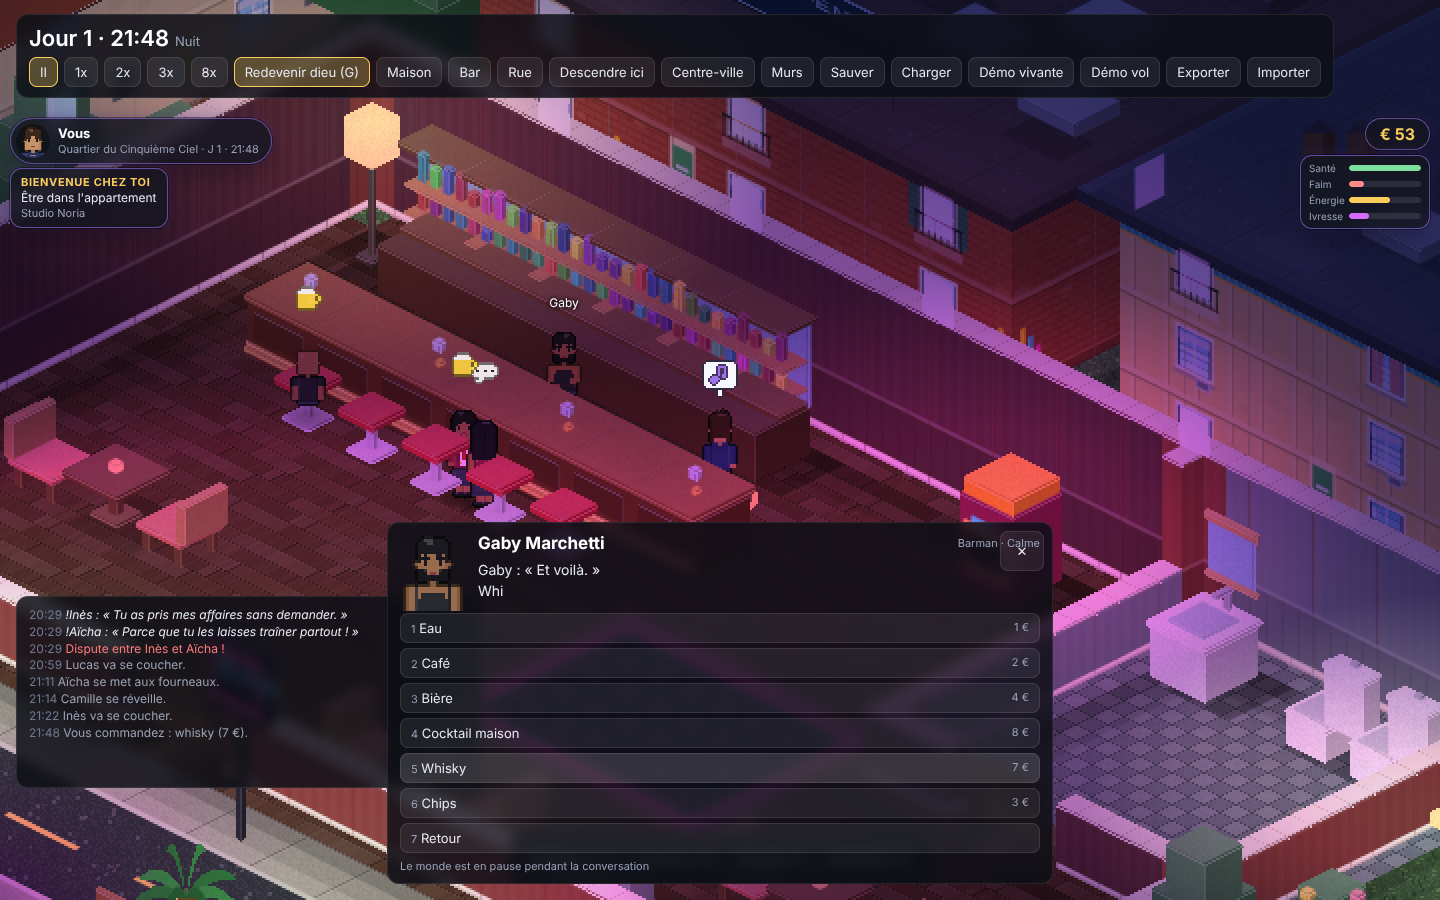 Jour 1 · 21:48 Nuit
II 1x 2x 3x 8x Redevenir dieu (G) Maison Bar Rue Descendre ici Centre-ville Murs Sauver Charger Démo vivante Démo vol Exporter Importer
Vous
Quartier du Cinquième Ciel · J 1 · 21:48
€ 53
BIENVENUE CHEZ TOI
Être dans l'appartement
Studio Noria
Santé
Faim
Énergie
Ivresse
Gaby
Gaby Marchetti
Barman · Calme
×
Gaby : « Et voilà. »
Whi
1 Eau 1 €
2 Café 2 €
3 Bière 4 €
4 Cocktail maison 8 €
5 Whisky 7 €
6 Chips 3 €
7 Retour
Le monde est en pause pendant la conversation
20:29 !Inès : « Tu as pris mes affaires sans demander. »
20:29 !Aïcha : « Parce que tu les laisses traîner partout ! »
20:29 Dispute entre Inès et Aïcha !
20:59 Lucas va se coucher.
21:11 Aïcha se met aux fourneaux.
21:14 Camille se réveille.
21:22 Inès va se coucher.
21:48 Vous commandez : whisky (7 €).